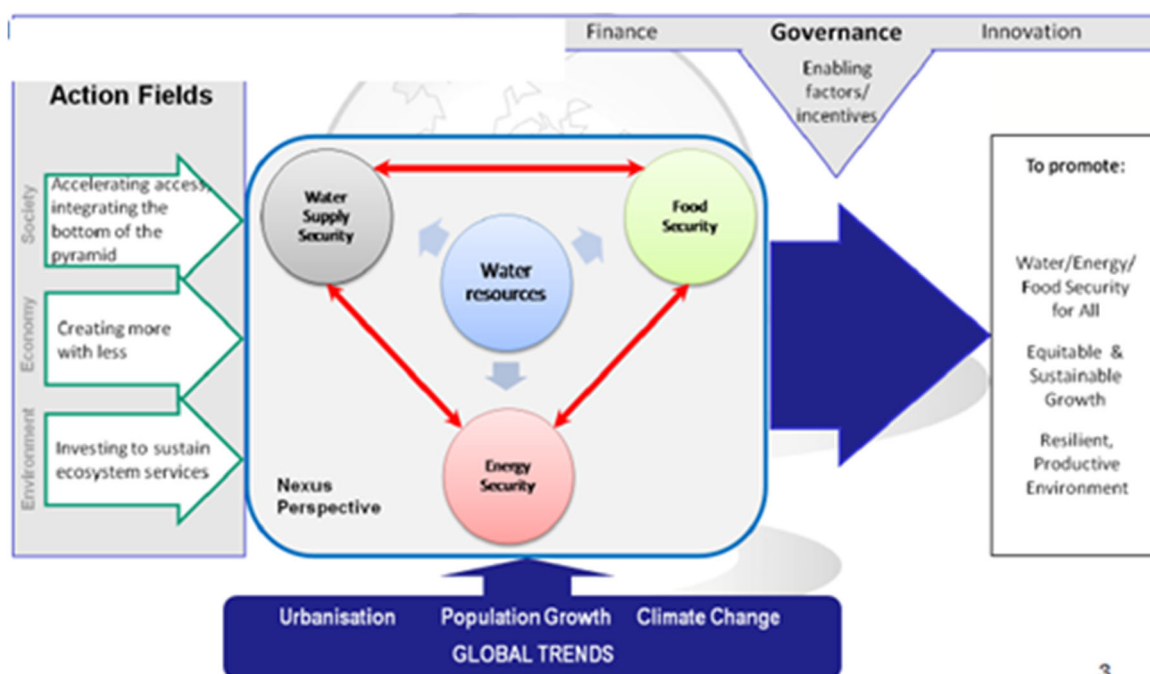 Finance
Governance
Innovation
Enabling
factors/
incentives
Action Fields
Society
Accelerating access,
integrating the
bottom of the
pyramid
Economy
Creating more
with less
Environment
Investing to sustain
ecosystem services
Water
Supply
Security
Food
Security
Water
resources
Energy
Security
Nexus
Perspective
To promote:
Water/Energy/
Food Security
for All
Equitable &
Sustainable
Growth
Resilient,
Productive
Environment
Urbanisation
Population Growth
Climate Change
GLOBAL TRENDS
3